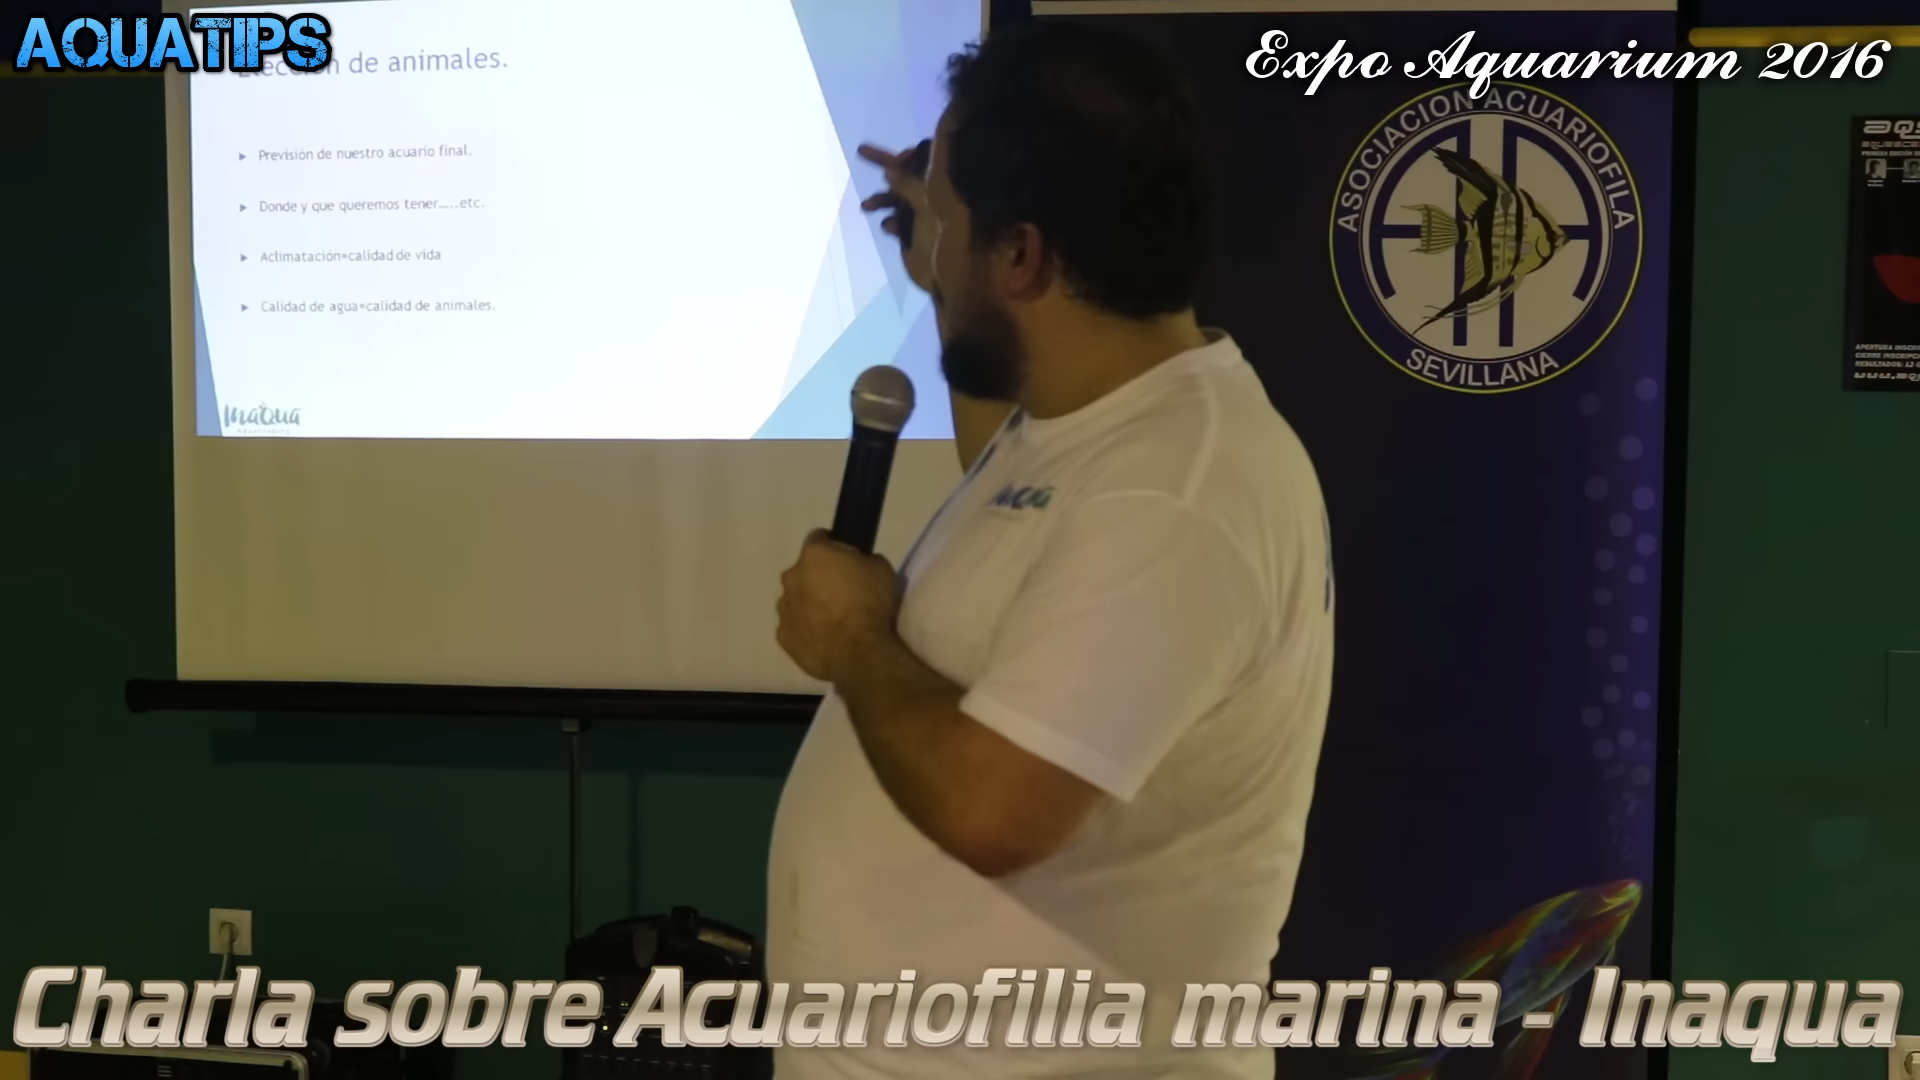 AQUATIPS
Expo Aquarium 2016
Elección de animales.
Previsión de nuestro acuario final.
Donde y que queremos tener.....etc.
Aclimatación=calidad de vida
Calidad de agua=calidad de animales.
InaQua
ASOCIACION ACUARIOFILA
SEVILLANA
Charla sobre Acuariofilia marina - Inaqua